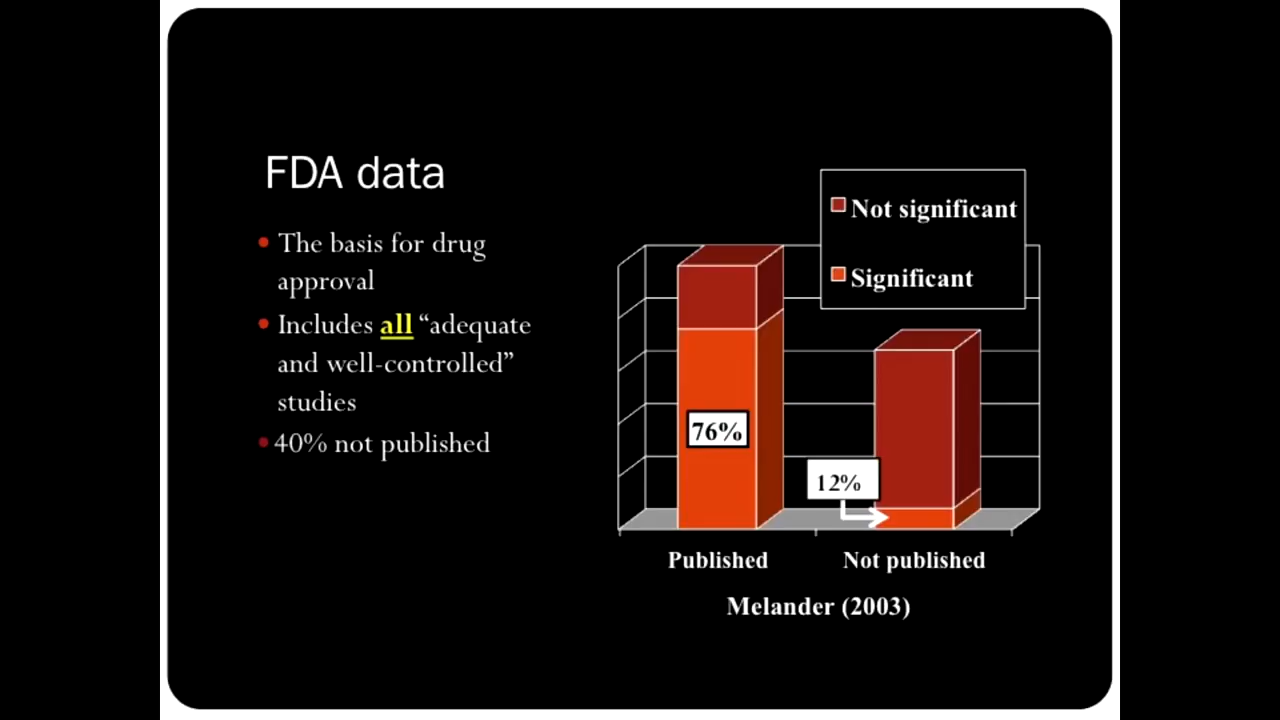 FDA data
• The basis for drug
approval
• Includes all “adequate
and well-controlled”
studies
• 40% not published
Not significant
Significant
76%
12%
Published
Not published
Melander (2003)